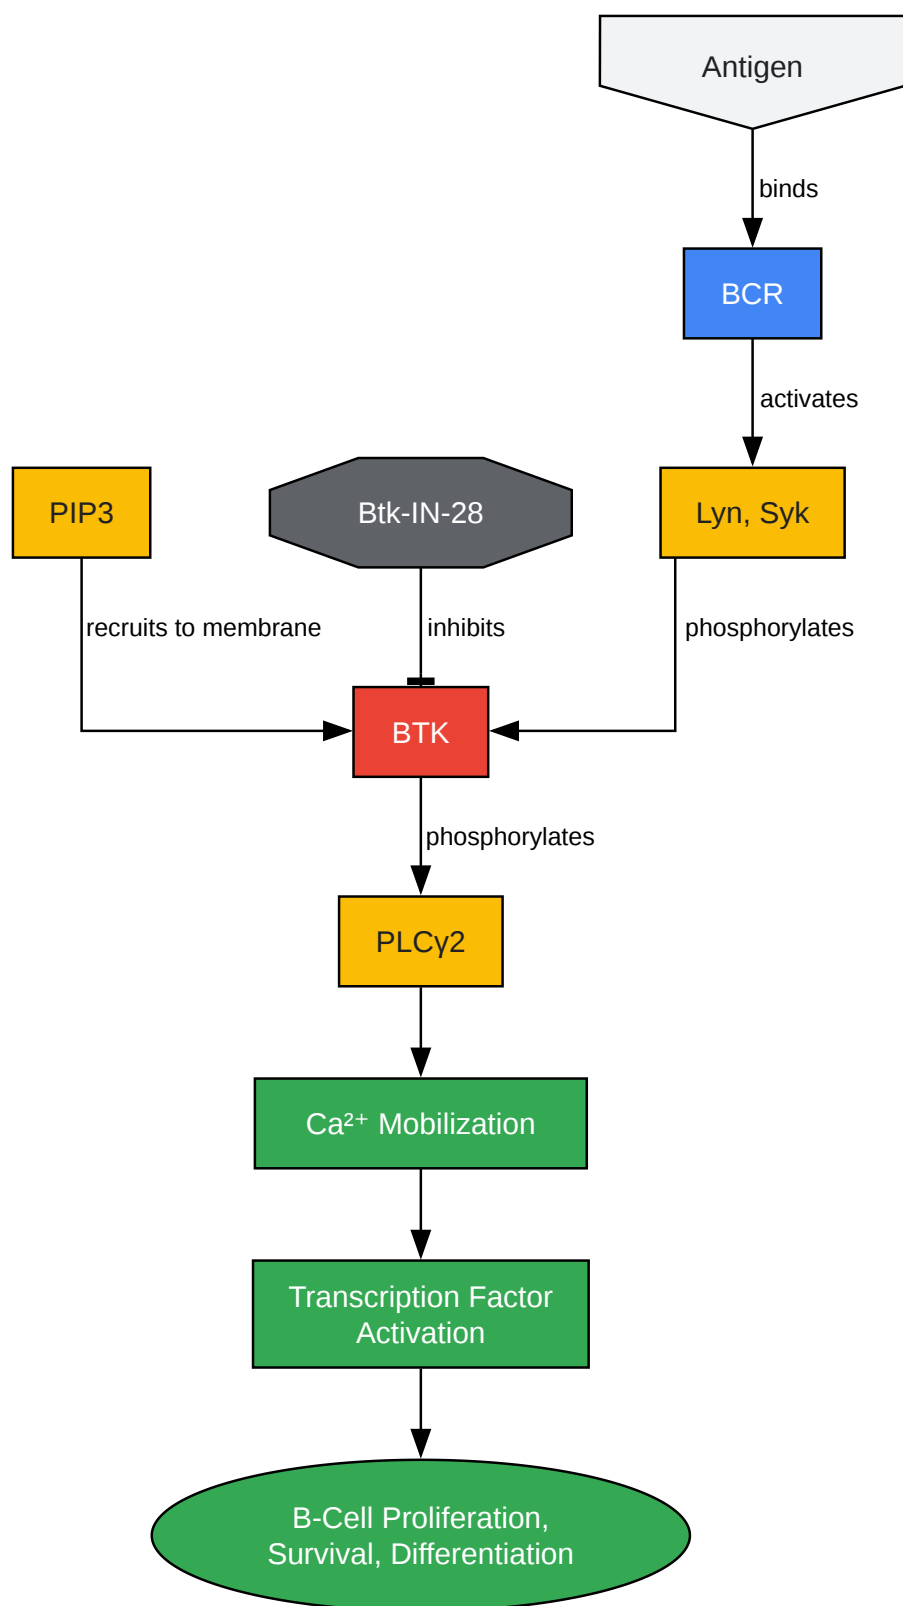 Antigen
binds
BCR
activates
PIP3
Btk-IN-28
Lyn, Syk
recruits to membrane
inhibits
phosphorylates
BTK
phosphorylates
PLCγ2
Ca²⁺ Mobilization
Transcription Factor
Activation
B-Cell Proliferation,
Survival, Differentiation